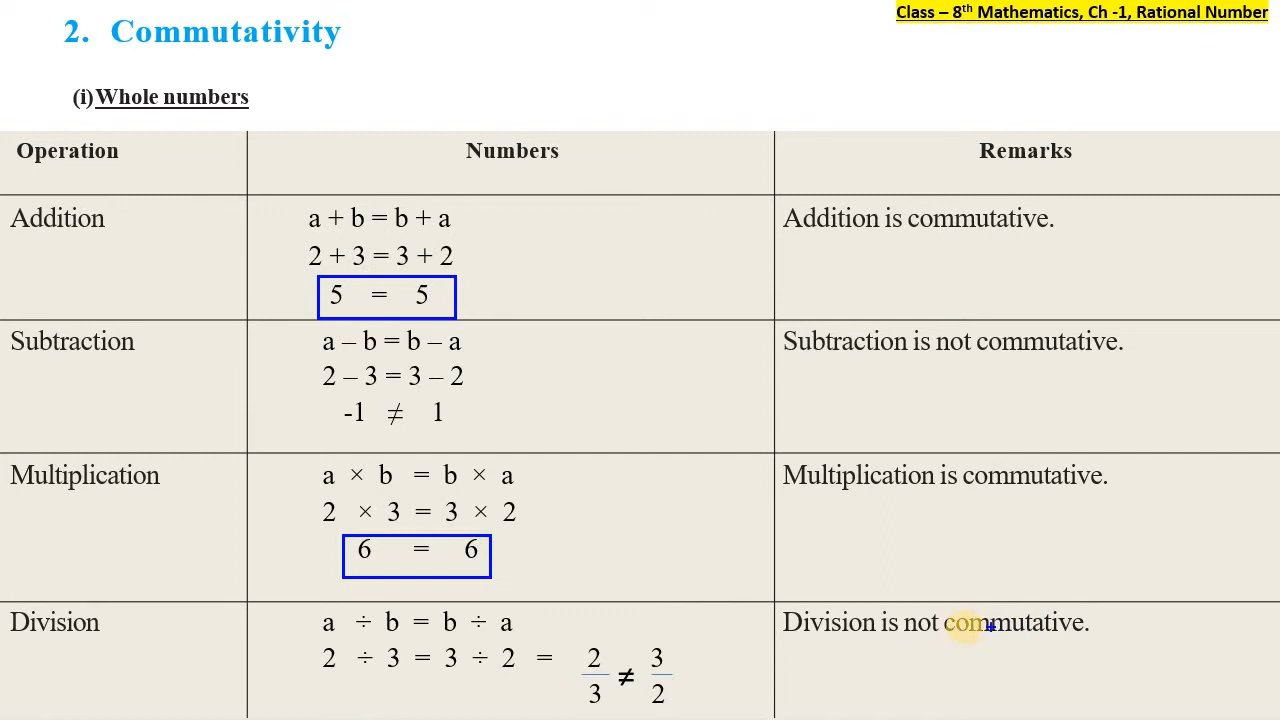 Class – 8th Mathematics, Ch -1, Rational Number
2. Commutativity
(i) Whole numbers
Operation Numbers Remarks
Addition a + b = b + a Addition is commutative.
2 + 3 = 3 + 2
5 = 5
Subtraction a – b = b – a Subtraction is not commutative.
2 – 3 = 3 – 2
-1 ≠ 1
Multiplication a × b = b × a Multiplication is commutative.
2 × 3 = 3 × 2
6 = 6
Division a ÷ b = b ÷ a Division is not commutative.
2 ÷ 3 = 3 ÷ 2 = 2/3 ≠ 3/2